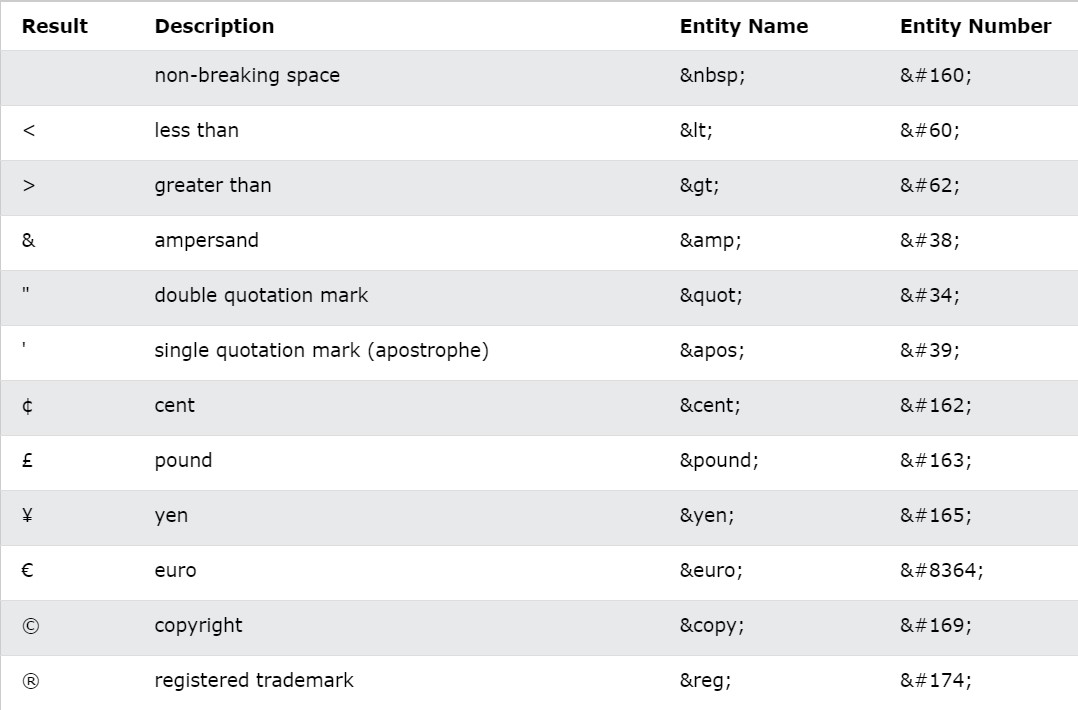 Result Description Entity Name Entity Number
non-breaking space &nbsp; &#160;
< less than &lt; &#60;
> greater than &gt; &#62;
& ampersand &amp; &#38;
" double quotation mark &quot; &#34;
' single quotation mark (apostrophe) &apos; &#39;
¢ cent &cent; &#162;
£ pound &pound; &#163;
¥ yen &yen; &#165;
€ euro &euro; &#8364;
© copyright &copy; &#169;
® registered trademark &reg; &#174;